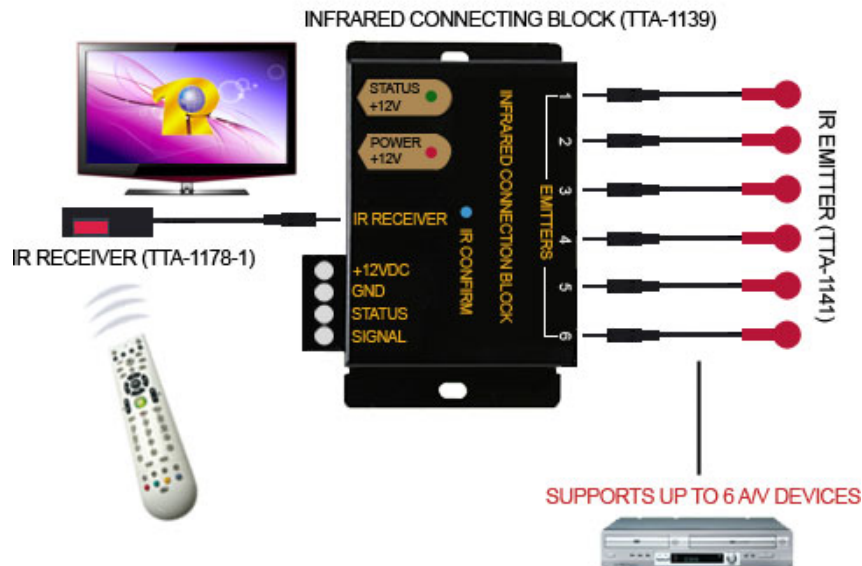 INFRARED CONNECTING BLOCK (TTA-1139)
STATUS
+12V
POWER
+12V
IR RECEIVER
+12VDC
GND
STATUS
SIGNAL
IR CONFIRM
INFRARED CONNECTION BLOCK
EMITTERS
1
2
3
4
5
6
IR RECEIVER (TTA-1178-1)
IR EMITTER (TTA-1141)
SUPPORTS UP TO 6 A/V DEVICES